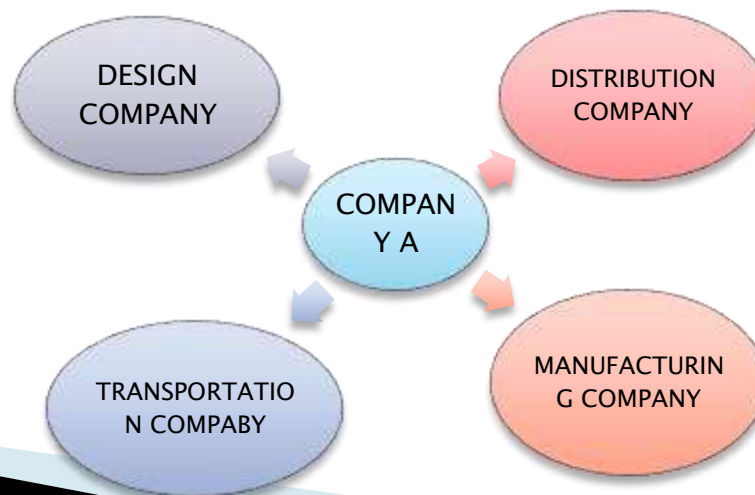 DESIGN
COMPANY
DISTRIBUTION
COMPANY
COMPAN
Y A
TRANSPORTATIO
N COMPABY
MANUFACTURIN
G COMPANY